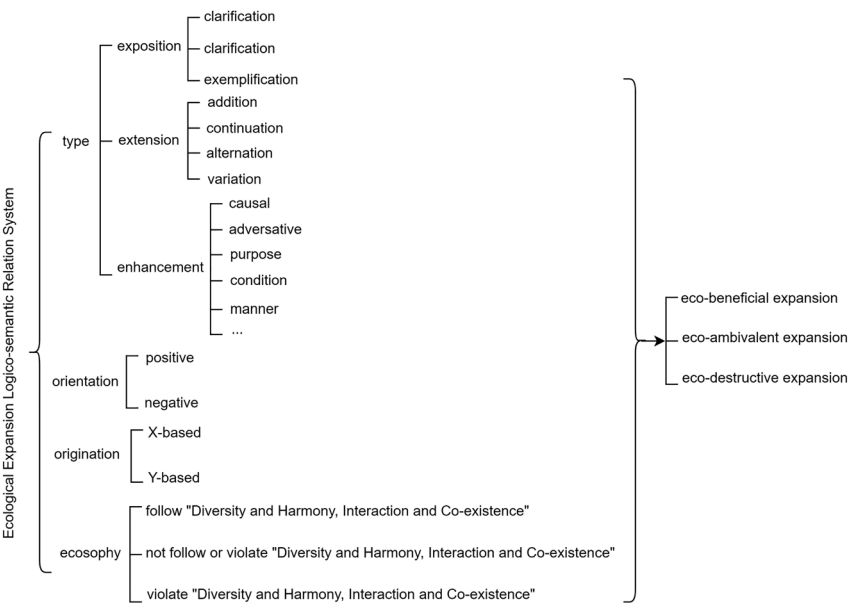 Ecological Expansion Logico-semantic Relation System
type
exposition
clarification
clarification
exemplification
extension
addition
continuation
alternation
variation
enhancement
causal
adversative
purpose
condition
manner
...
orientation
positive
negative
origination
X-based
Y-based
ecosophy
follow "Diversity and Harmony, Interaction and Co-existence"
not follow or violate "Diversity and Harmony, Interaction and Co-existence"
violate "Diversity and Harmony, Interaction and Co-existence"
eco-beneficial expansion
eco-ambivalent expansion
eco-destructive expansion